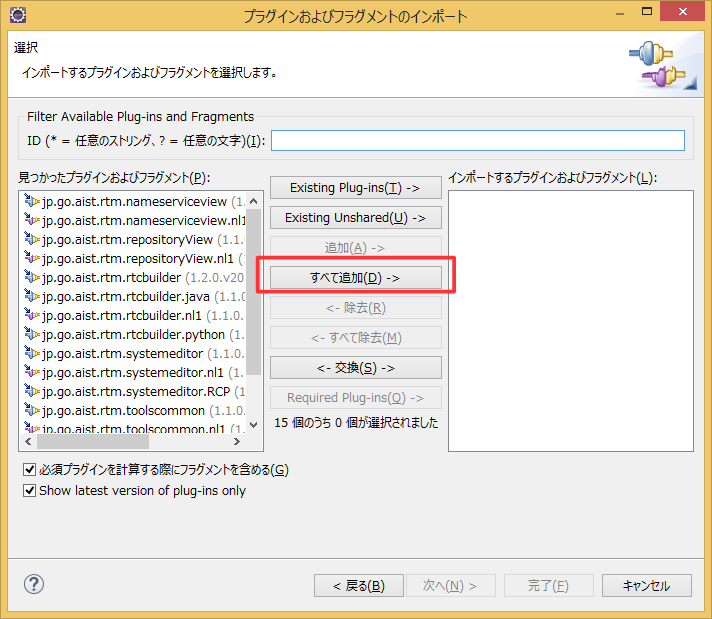 プラグインおよびフラグメントのインポート
選択
インポートするプラグインおよびフラグメントを選択します。
Filter Available Plug-ins and Fragments
ID (* = 任意のストリング、? = 任意の文字)(I):
見つかったプラグインおよびフラグメント(P):
jp.go.aist.rtm.nameserviceview (1.
jp.go.aist.rtm.nameserviceview.nl1
jp.go.aist.rtm.repositoryView (1.1.
jp.go.aist.rtm.repositoryView.nl1 (
jp.go.aist.rtm.rtcbuilder (1.2.0.v20
jp.go.aist.rtm.rtcbuilder.java (1.1.0
jp.go.aist.rtm.rtcbuilder.nl1 (1.1.0.
jp.go.aist.rtm.rtcbuilder.python (1.
jp.go.aist.rtm.systemeditor (1.1.0.
jp.go.aist.rtm.systemeditor.nl1 (1.
jp.go.aist.rtm.systemeditor.RCP (1
jp.go.aist.rtm.toolscommon (1.1.0.
jp.go.aist.rtm.toolscommon.nl1 (1.
Existing Plug-ins(T) ->
Existing Unshared(U) ->
追加(A) ->
すべて追加(D) ->
<- 除去(R)
<- すべて除去(M)
<- 交換(S) ->
Required Plug-ins(Q) ->
15 個のうち 0 個が選択されました
インポートするプラグインおよびフラグメント(L):
必須プラグインを計算する際にフラグメントを含める(G)
Show latest version of plug-ins only
?
< 戻る(B)
次へ(N) >
完了(F)
キャンセル